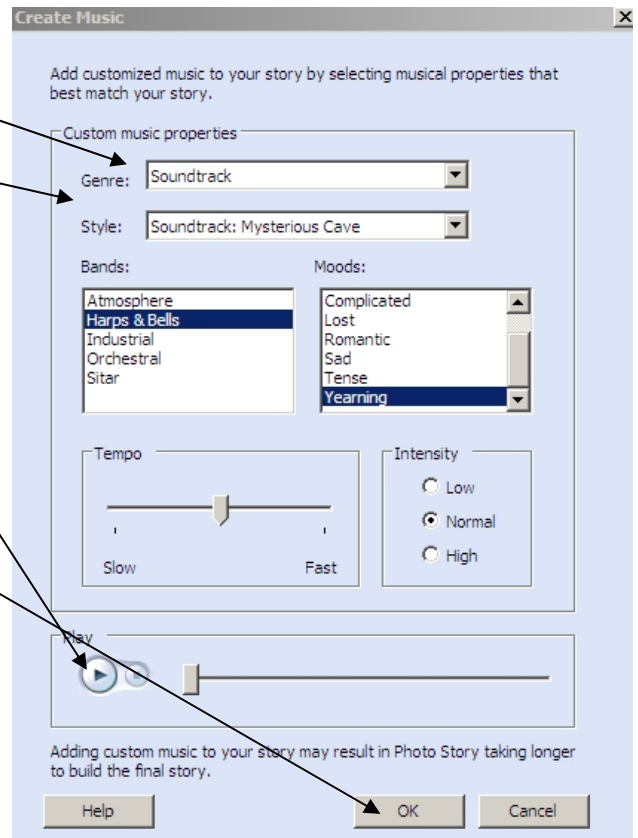 Create Music
Add customized music to your story by selecting musical properties that
best match your story.
Custom music properties
Genre: Soundtrack
Style: Soundtrack: Mysterious Cave
Bands: Moods:
Atmosphere
Harps & Bells
Industrial
Orchestral
Sitar
Complicated
Lost
Romantic
Sad
Tense
Yearning
Tempo
Slow Fast
Intensity
Low
Normal
High
Play
Adding custom music to your story may result in Photo Story taking longer
to build the final story.
Help OK Cancel